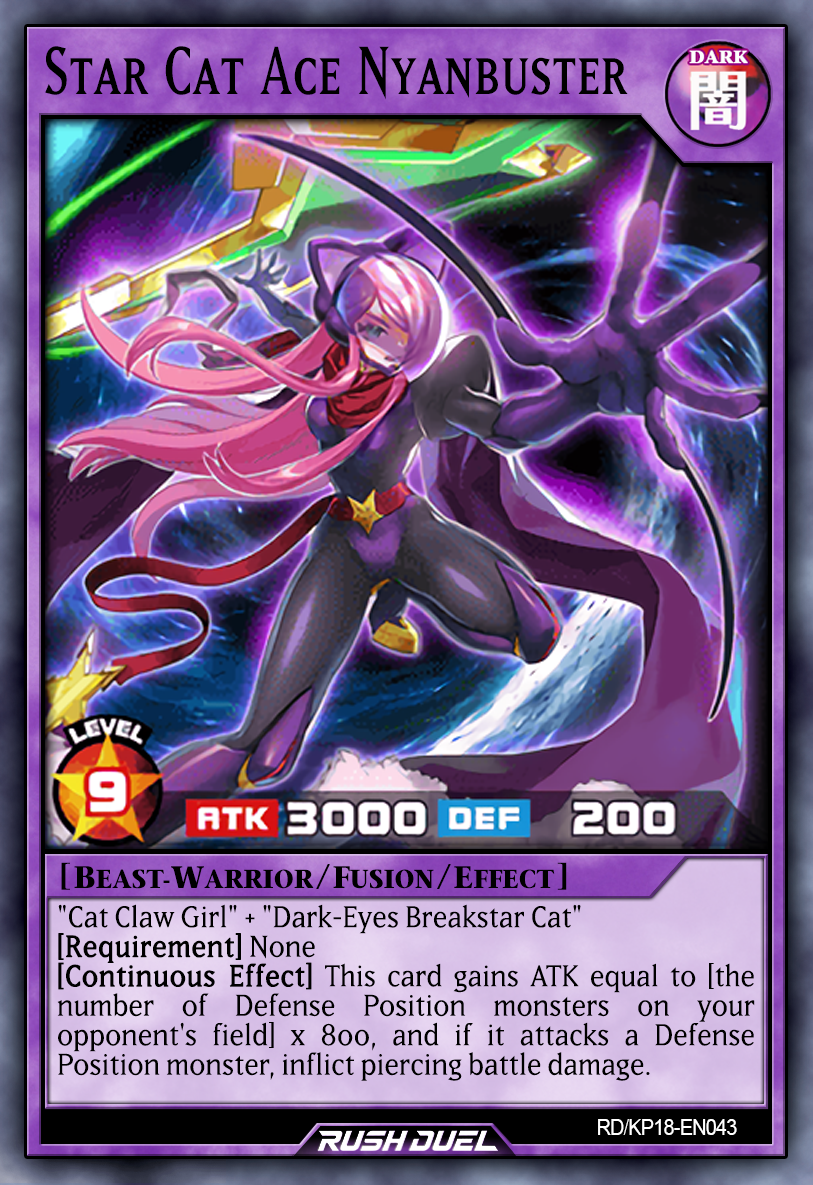 Star Cat Ace Nyanbuster
DARK
闇
LEVEL
9
ATK 3000 DEF 200
[Beast-Warrior/Fusion/Effect]
"Cat Claw Girl" + "Dark-Eyes Breakstar Cat"
[Requirement] None
[Continuous Effect] This card gains ATK equal to [the
number of Defense Position monsters on your
opponent's field] x 800, and if it attacks a Defense
Position monster, inflict piercing battle damage.
RD/KP18-EN043
RUSH DUEL